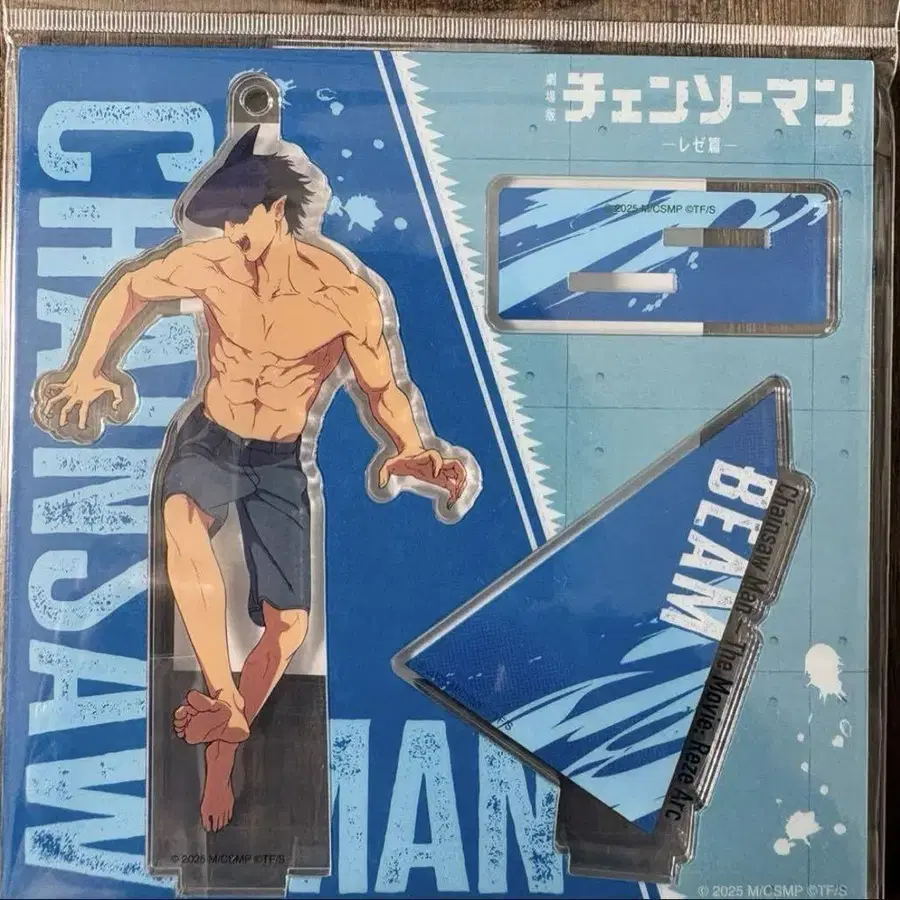 劇場版
チェンソーマン
―レゼ篇―
CHAINSAW
MAN
© 2025 M/CSMP ©TF/S
BEAM
Chainsaw Man – The Movie: Reze Arc
© 2025 M/CSMP ©TF/S
© 2025 M/CSMP ©TF/S